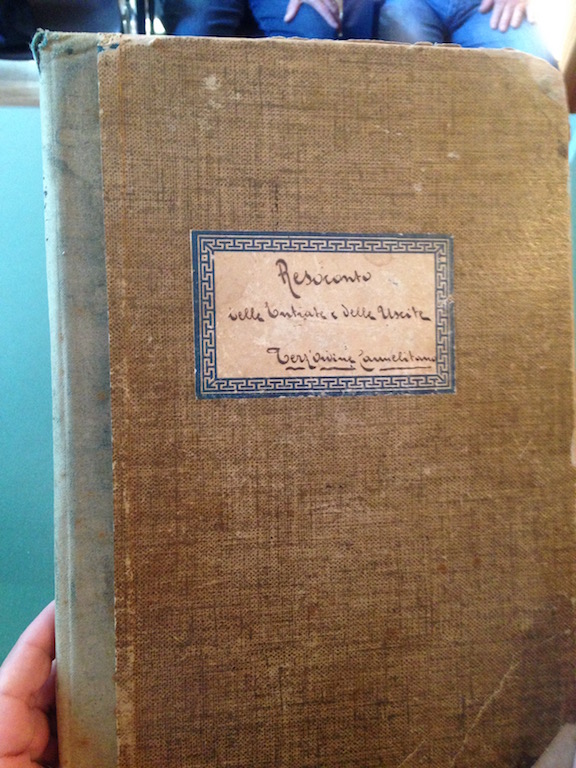 Resoconto
delle Entrate e delle Uscite
Terz'Ordine Carmelitano